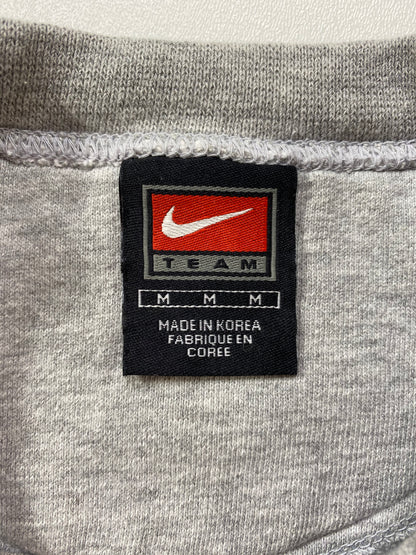 TEAM
M M M
MADE IN KOREA
FABRIQUE EN
COREE